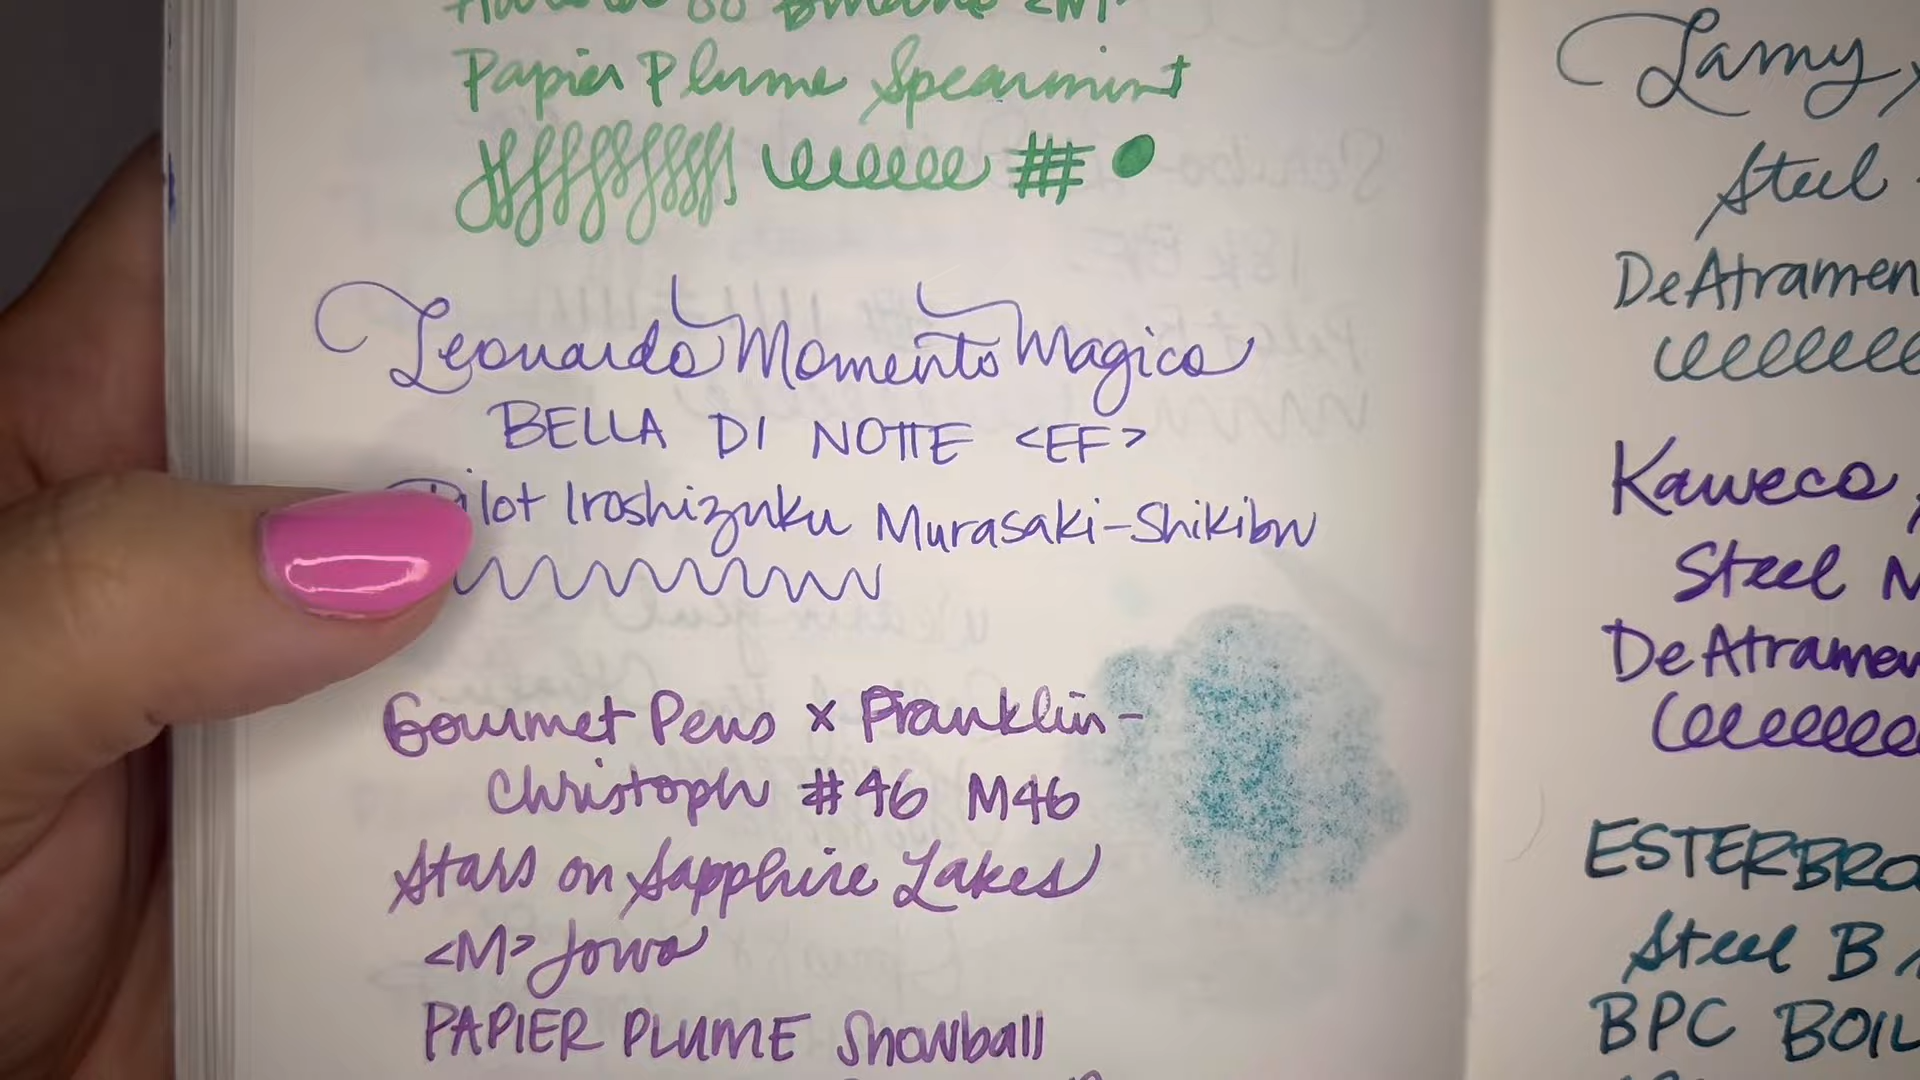 Papier Plume Spearmint
Leonardo Momento Magico
BELLA DI NOTTE <EF>
Pilot Iroshizuku Murasaki-Shikibu
Gourmet Pens x Franklin-
Christoph #46 M46
Stars on Sapphire Lakes
<M> Jowo
PAPIER PLUME Snowball
Lamy
Steel
DeAtramen
Kaweco
Steel M
DeAtramen
ESTERBRO
Steel B
BPC BOIL